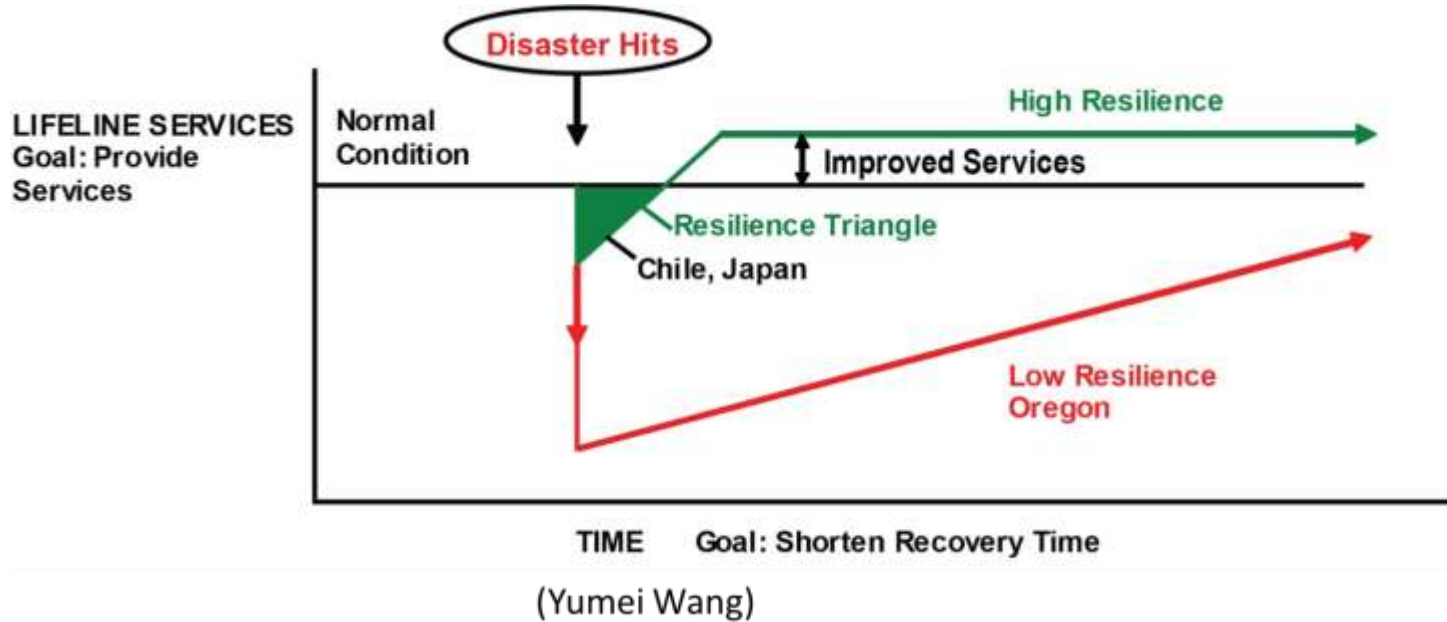 Disaster Hits
LIFELINE SERVICES
Goal: Provide
Services
Normal
Condition
High Resilience
Improved Services
Resilience Triangle
Chile, Japan
Low Resilience
Oregon
TIME Goal: Shorten Recovery Time
(Yumei Wang)